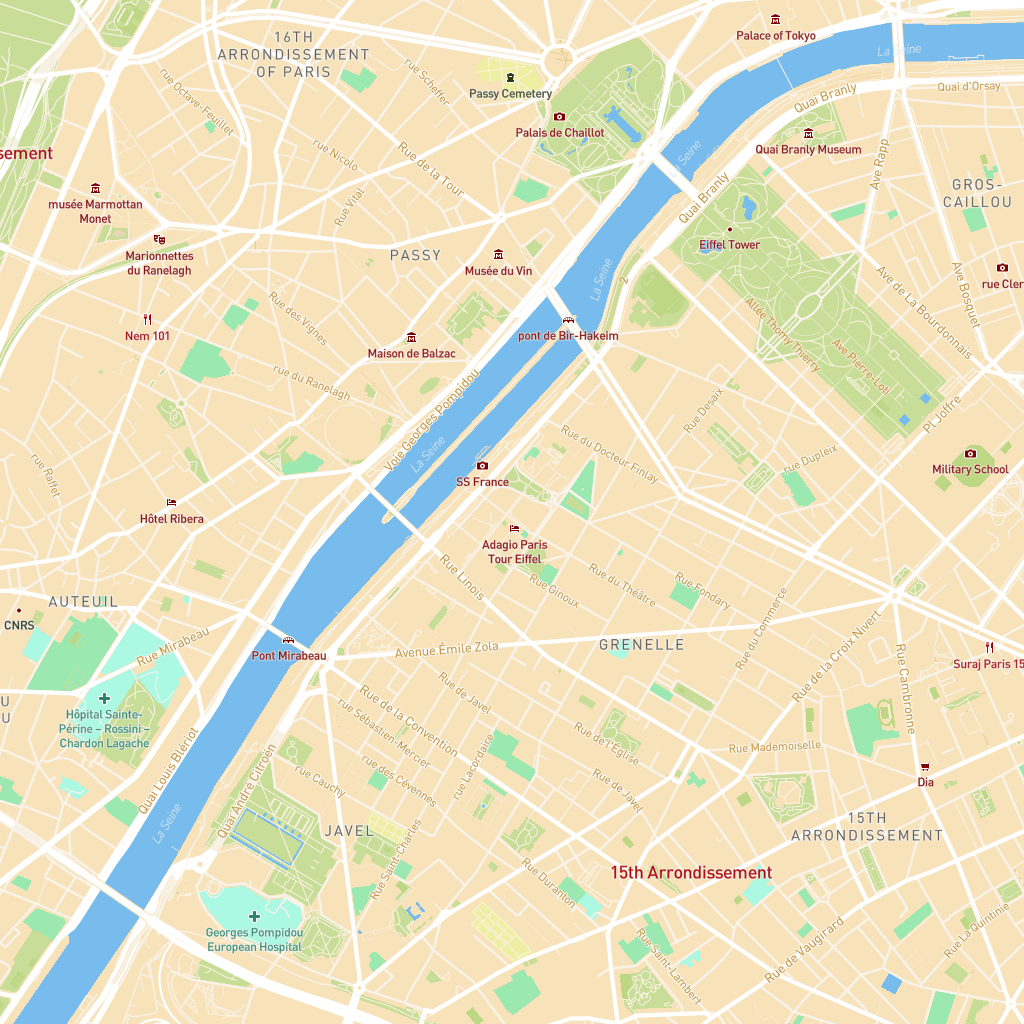 Palace of Tokyo
La Seine
16TH
ARRONDISSEMENT
OF PARIS
rue Scheffer
Passy Cemetery
Quai d'Orsay
Quai Branly
rue Octave-Feuillet
Palais de Chaillot
Quai Branly Museum
sement
rue Nicolo
Rue de la Tour
La Seine
Ave Rapp
GROS-
CAILLOU
musée Marmottan
Monet
Rue Vital
Quai Branly
Marionnettes
du Ranelagh
PASSY
Musée du Vin
Eiffel Tower
La Seine
2
rue Cler
Ave de La Bourdonnais
Ave Bosquet
Nem 101
Rue des Vignes
pont de Bir-Hakeim
Allée Thomy Thierry
Maison de Balzac
Ave Pierre-Loti
rue du Ranelagh
Voie Georges Pompidou
Rue Desaix
Pl Joffre
La Seine
Rue du Docteur Finlay
rue Dupleix
rue Raffet
SS France
Military School
Hôtel Ribera
Adagio Paris
Tour Eiffel
Rue Linois
Rue Ginoux
Rue du Théâtre
Rue Fondary
AUTEUIL
CNRS
Rue Mirabeau
Pont Mirabeau
Avenue Émile Zola
GRENELLE
Rue du Commerce
Rue de la Croix Nivert
Rue Cambronne
Suraj Paris 15
U
U
Hôpital Sainte-
Périne – Rossini –
Chardon Lagache
Rue de la Convention
Rue de Javel
rue Sébastien-Mercier
Rue de l'Église
Rue Mademoiselle
Quai Louis Blériot
Quai André Citroën
rue Cauchy
rue des Cévennes
rue Lacordaire
Rue de Javel
Dia
La Seine
JAVEL
15TH
ARRONDISSEMENT
Rue Saint-Charles
15th Arrondissement
Rue Duranton
Georges Pompidou
European Hospital
Rue Saint-Lambert
Rue de Vaugirard
Rue La Quintinie